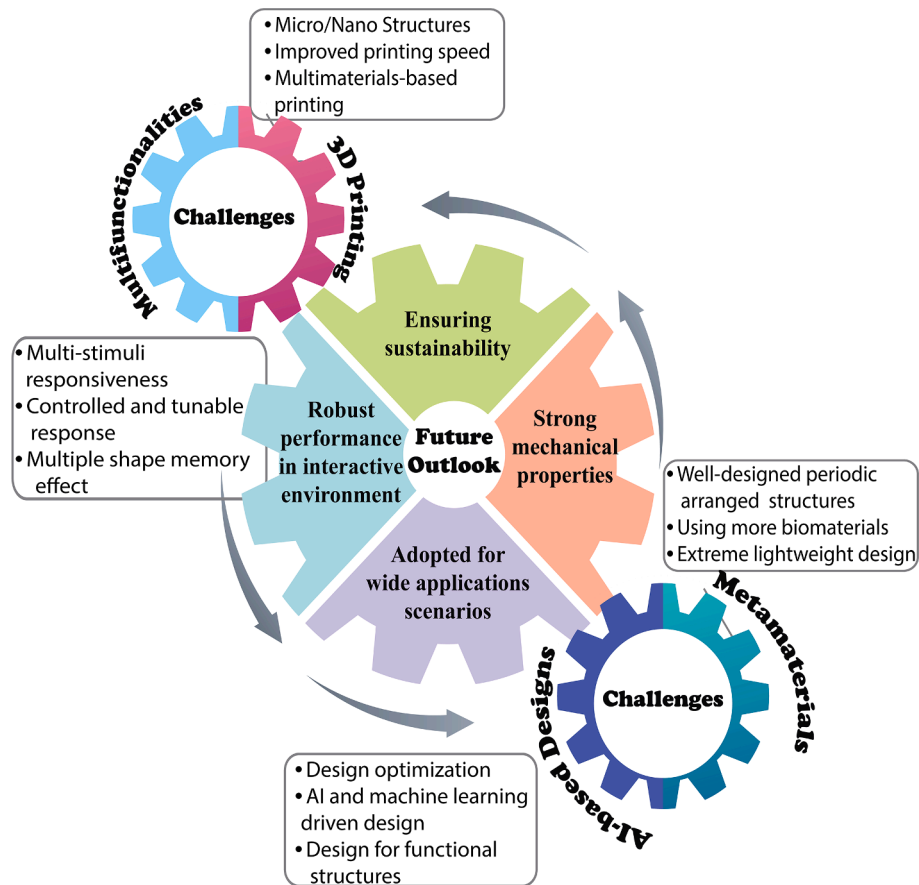 • Micro/Nano Structures
• Improved printing speed
• Multimaterials-based
printing
Multifunctionalities
3D Printing
Challenges
Ensuring
sustainability
• Multi-stimuli
responsiveness
• Controlled and tunable
response
• Multiple shape memory
effect
Robust
performance
in interactive
environment
Future
Outlook
Strong
mechanical
properties
• Well-designed periodic
arranged structures
• Using more biomaterials
• Extreme lightweight design
Adopted for
wide applications
scenarios
Metamaterials
AI-based Designs
Challenges
• Design optimization
• AI and machine learning
driven design
• Design for functional
structures